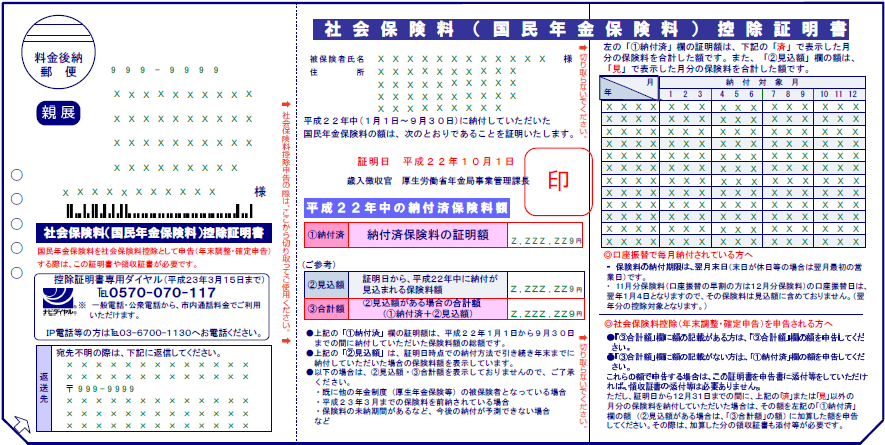 料金後納
郵便
親展
999-9999
X X X X X X X X X X
X X X X X X X X X X
X X X X X X X X X X
X X X X X X X X X X
X X X X X X X X X X 様
社会保険料(国民年金保険料)控除証明書
国民年金保険料を社会保険料控除として申告(年末調整・確定申告)
する際は、この証明書や領収証書が必要です。
控除証明書専用ダイヤル(平成23年3月15日まで)
℡0570-070-117
ナビダイヤル®
※ 一般電話・公衆電話から、市内通話料金でご利用
いただけます。
IP電話等の方は℡03-6700-1130へお電話ください。
返送先
宛先不明の際は、下記に返信してください。
X X X X X X X X X X
X X X X X X X X X X
〒999-9999
X X X X X X X X X X
X X X X X X X X X X
X X X X X X X X X X
➡社会保険料控除申告の際は、ここから切り取ってご使用ください。➡
社会保険料(国民年金保険料)控除証明書
被保険者氏名 X X X X X X X X X X X X 様
住所 X X X X X X X X X X
X X X X X X X X X X
X X X X X X X X X X
X X X X X X X X X X
平成22年中(1月1日~9月30日)に納付していただいた
国民年金保険料の額は、次のとおりであることを証明いたします。
証明日 平成22年10月1日
歳入徴収官 厚生労働省年金局事業管理課長
印
平成22年中の納付済保険料額
①納付済 納付済保険料の証明額 Z,ZZZ,ZZ9円
(ご参考)
②見込額 証明日から、平成22年中に納付が
見込まれる保険料額 Z,ZZZ,ZZ9円
③合計額 ②見込額がある場合の合計額
(①納付済+②見込額) Z,ZZZ,ZZ9円
●上記の「①納付済」欄の証明額は、平成22年1月1日から9月30日
までの間に納付していただいた保険料額の総額です。
●上記の「②見込額」は、証明日時点での納付方法で引き続き年末までに
納付していただいた場合の保険料額を表示しています。
●以下の場合は、②見込額・③合計額を表示しておりませんので、ご了承
ください。
・既に他の年金制度(厚生年金保険等)の被保険者となっている場合
・平成23年3月までの保険料を前納されている場合
・保険料の未納期間があるなど、今後の納付が予測できない場合
など
➡切り取らないでください。
➡切り取らないでください。
左の「①納付済」欄の証明額は、下記の「済」で表示した月
分の保険料を合計した額です。また、「②見込額」欄の額は、
「見」で表示した月分の保険料を合計した額です。
月 納付対象月
年 1 2 3 4 5 6 7 8 9 10 11 12
X X X X X X X X X X X X X X X X
X X X X X X X X X X X X X X X X
X X X X X X X X X X X X X X X X
X X X X X X X X X X X X X X X X
X X X X X X X X X X X X X X X X
X X X X X X X X X X X X X X X X
X X X X X X X X X X X X X X X X
X X X X X X X X X X X X X X X X
X X X X X X X X X X X X X X X X
X X X X X X X X X X X X X X X X
X X X X X X X X X X X X X X X X
◎口座振替で毎月納付されている方へ
・ 保険料の納付期限は、翌月末日(末日が休日等の場合は翌月最初の営
業日)です。
・ 11月分保険料(口座振替の早割の方は12月分保険料)の口座振替日は、
翌年1月4日となりますので、その保険料は見込額に含めておりません。(翌
年分の控除対象となります。)
◎社会保険料控除(年末調整・確定申告)を申告される方へ
●『③合計額』欄に額の記載がある方は、「③合計額」欄の額を申告してくだ
さい。
●『③合計額』欄に額の記載がない方は、「①納付済」欄の額を申告してくだ
さい。
これらの額で申告する場合は、この証明書を申告書に添付等をしていただけ
れば、領収証書の添付等は必要ありません。
ただし、証明日から12月31日までの間に、上記の「済」または「見」以外の
月分の保険料を納付していただいた場合は、その額を左記の「①納付済」
欄の額(②見込額がある場合は、「③合計額」の額)に加算した額を申告
してください。その際は、加算した分の領収証書も添付等が必要です。